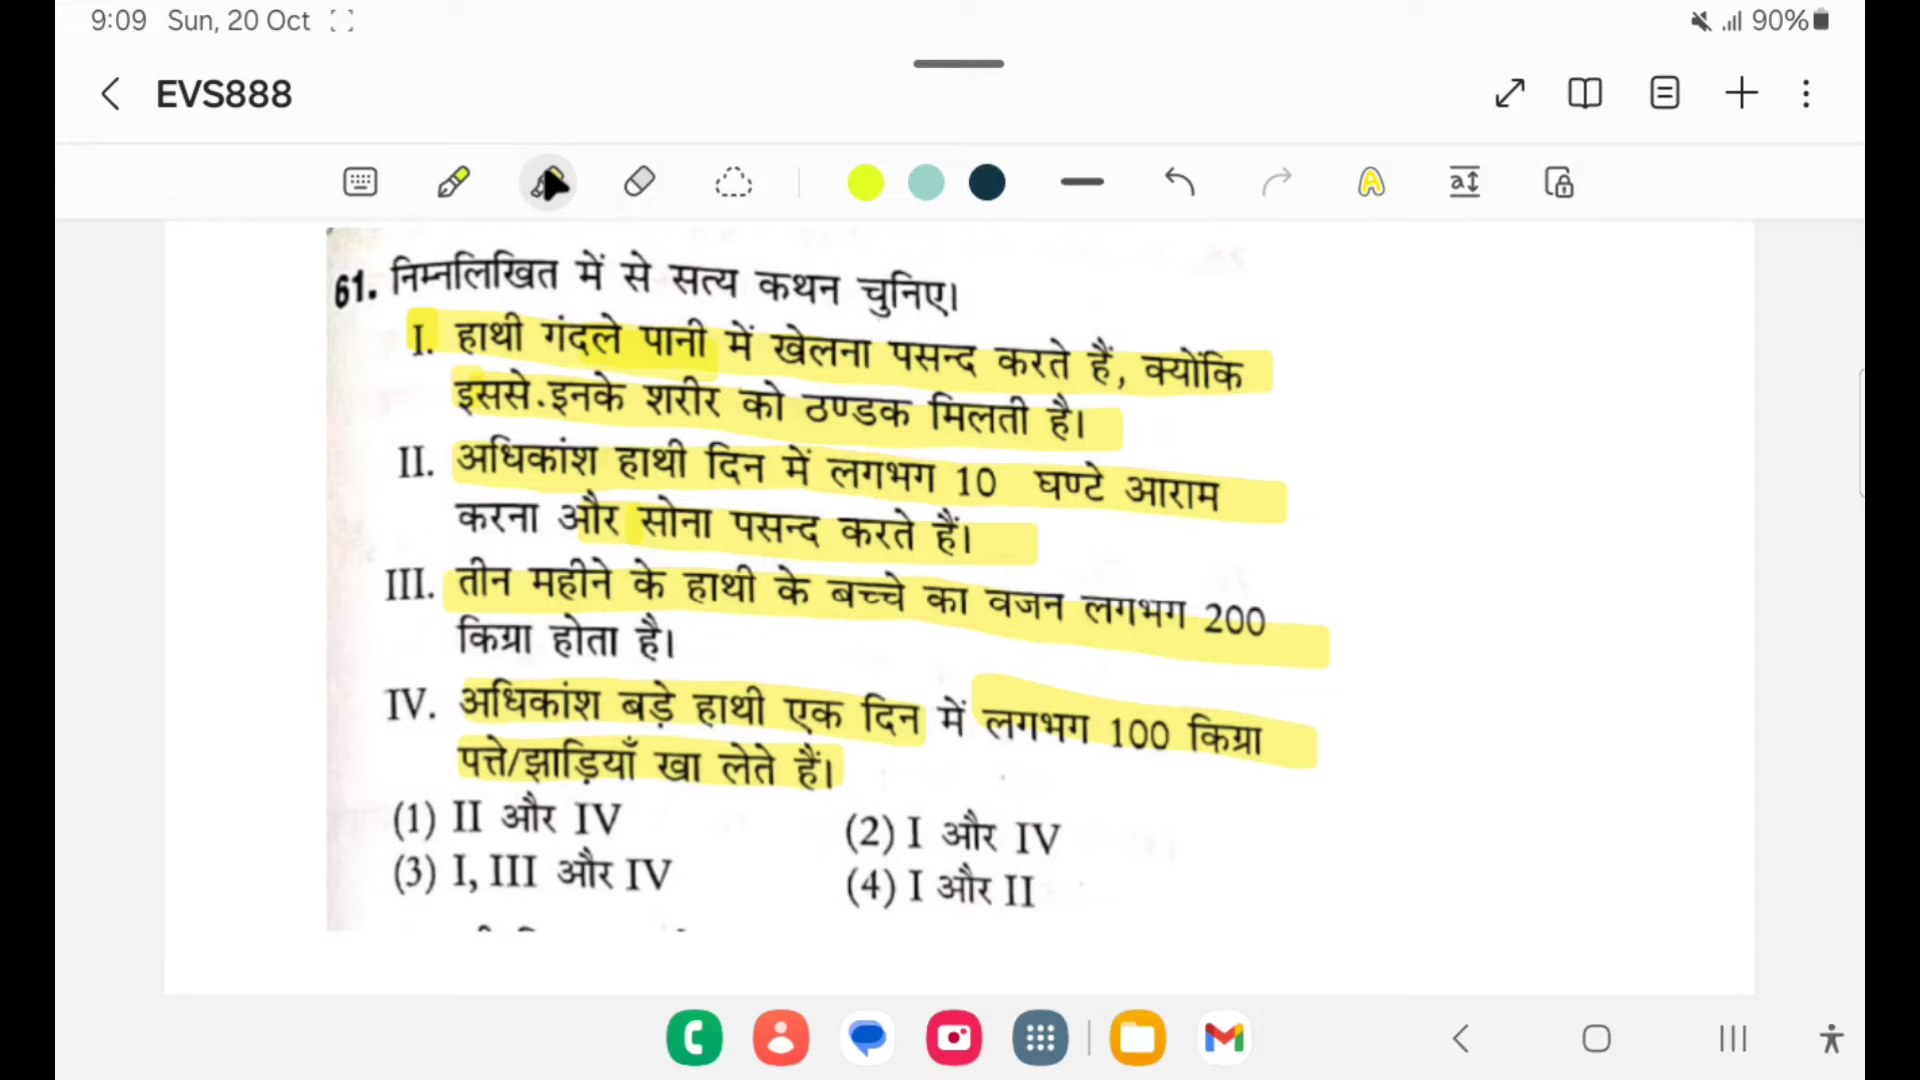 9:09 Sun, 20 Oct
90%
EVS888
61. निम्नलिखित में से सत्य कथन चुनिए।
I. हाथी गंदले पानी में खेलना पसन्द करते हैं, क्योंकि
इससे.इनके शरीर को ठण्डक मिलती है।
II. अधिकांश हाथी दिन में लगभग 10 घण्टे आराम
करना और सोना पसन्द करते हैं।
III. तीन महीने के हाथी के बच्चे का वजन लगभग 200
किग्रा होता है।
IV. अधिकांश बड़े हाथी एक दिन में लगभग 100 किग्रा
पत्ते/झाड़ियाँ खा लेते हैं।
(1) II और IV (2) I और IV
(3) I, III और IV (4) I और II